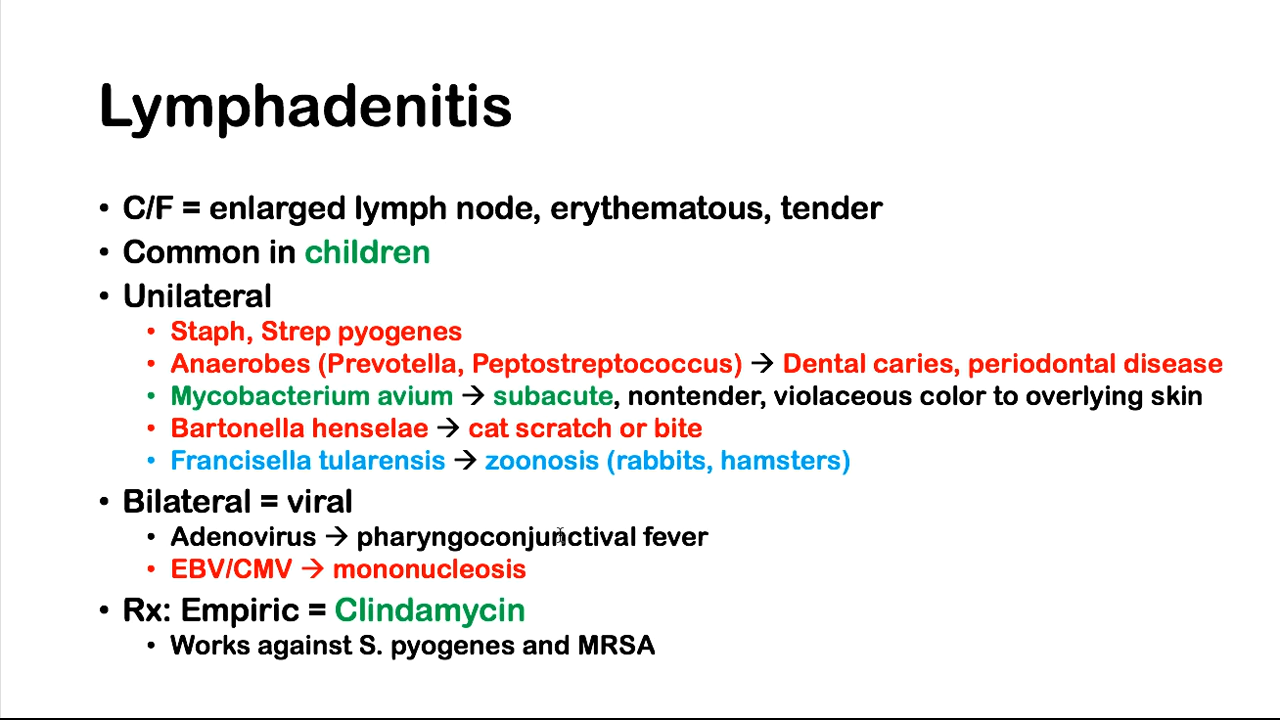 Lymphadenitis
• C/F = enlarged lymph node, erythematous, tender
• Common in children
• Unilateral
• Staph, Strep pyogenes
• Anaerobes (Prevotella, Peptostreptococcus) → Dental caries, periodontal disease
• Mycobacterium avium → subacute, nontender, violaceous color to overlying skin
• Bartonella henselae → cat scratch or bite
• Francisella tularensis → zoonosis (rabbits, hamsters)
• Bilateral = viral
• Adenovirus → pharyngoconjunctival fever
• EBV/CMV → mononucleosis
• Rx: Empiric = Clindamycin
• Works against S. pyogenes and MRSA